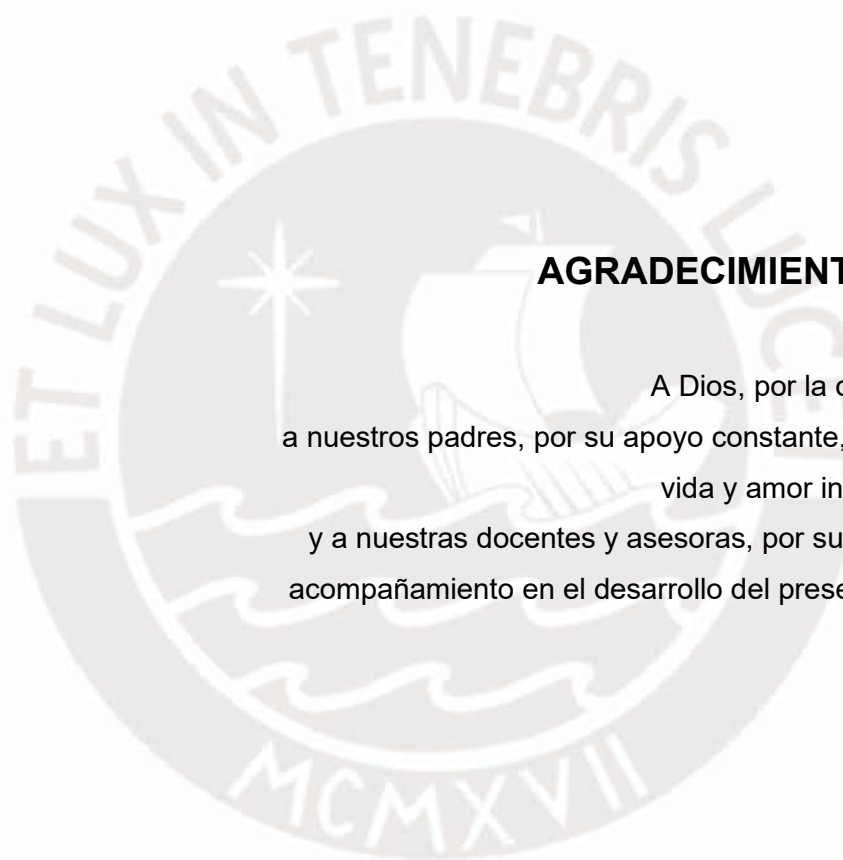 ET LUX IN TENEBRIS LUCET
MCMXVII
AGRADECIMIENT
A Dios, por la
a nuestros padres, por su apoyo constante,
vida y amor in
y a nuestras docentes y asesoras, por su
acompañamiento en el desarrollo del prese